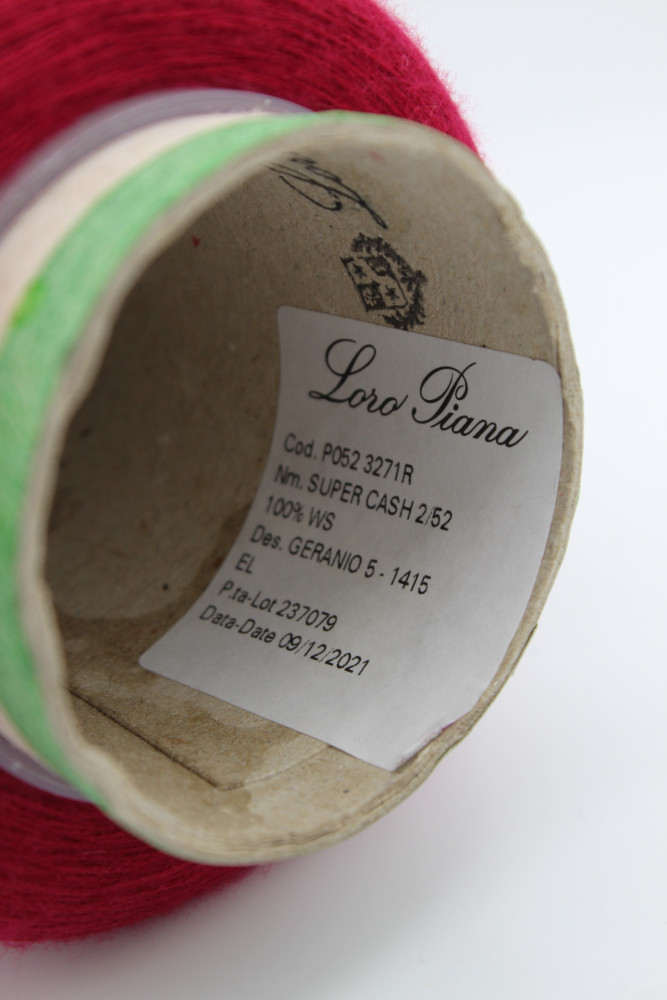 Loro Piana
Cod. P052 3271R
Nm. SUPER CASH 2/52
100% WS
Des. GERANIO 5 - 1415
EL
P.ta-Lot 237079
Data-Date 09/12/2021